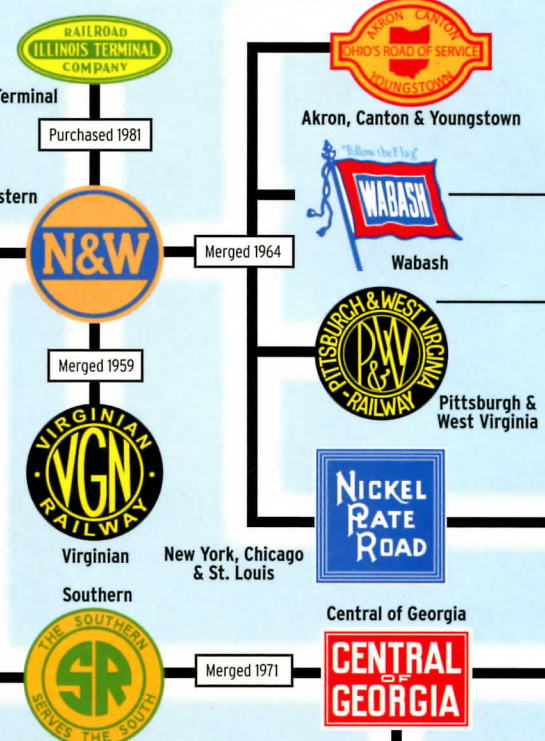 RAILROAD
ILLINOIS TERMINAL
COMPANY
Terminal
Purchased 1981
stern
N&W
Merged 1964
Merged 1959
VIRGINIAN
VGN
RAILWAY
Virginian
AKRON CANTON
OHIO'S ROAD OF SERVICE
YOUNGSTOWN
Akron, Canton & Youngstown
"Follow the Flag"
WABASH
Wabash
PITTSBURGH & WEST VIRGINIA
P&W
-RAILWAY-
Pittsburgh &
West Virginia
NICKEL
PLATE
ROAD
New York, Chicago
& St. Louis
Southern
THE SOUTHERN
SR
SERVES THE SOUTH
Merged 1971
Central of Georgia
CENTRAL
OF
GEORGIA